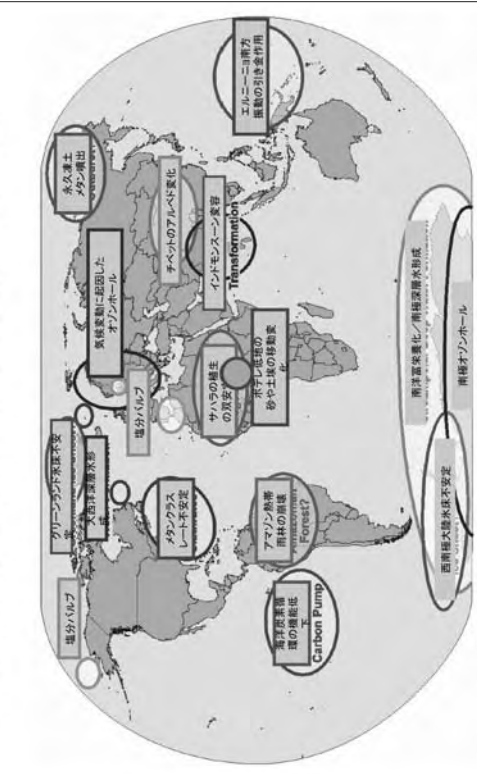 塩分バルブ
グリーンランド氷床不安
定
大西洋深層水形
成
メタンクラス
レート不安定
アマゾン熱帯
雨林の崩壊
Forest?
海洋炭素循
環の機能低
下
Carbon Pump
気候変動に起因した
オゾンホール
塩分バルブ
サハラの植生
の双安定
ボデレ低地の
砂や土埃の移動変
化
永久凍土
メタン噴出
チベットのアルベド変化
インドモンスーン変容
Transformation
エルニーニョ南方
振動の引き金作用
南洋富栄養化/南極深層水形成
南極オゾンホール
西南極大陸氷床不安定